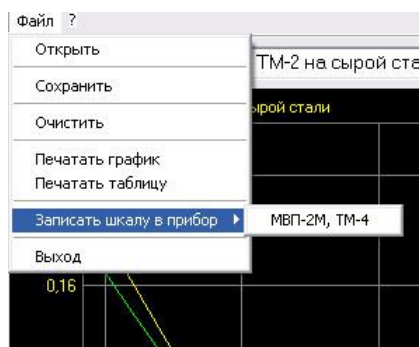 Файл ?
Открыть
ТМ-2 на сырой ста
Сохранить
ырой стали
Очистить
Печатать график
Печатать таблицу
Записать шкалу в прибор
МВП-2М, ТМ-4
Выход
0,16